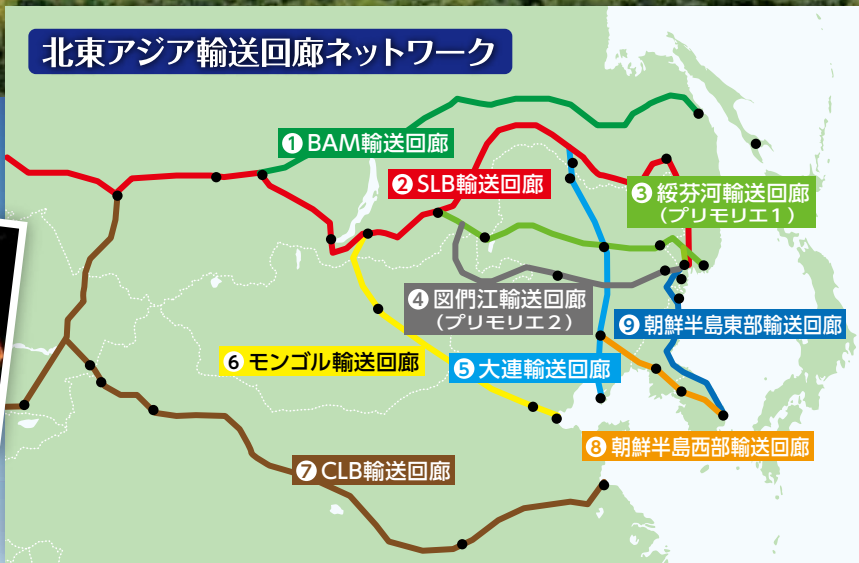 北東アジア輸送回廊ネットワーク
❶ BAM輸送回廊
❷ SLB輸送回廊
❸ 綏芬河輸送回廊
（プリモリエ1）
❹ 図們江輸送回廊
（プリモリエ2）
❾ 朝鮮半島東部輸送回廊
❻ モンゴル輸送回廊
❺ 大連輸送回廊
❽ 朝鮮半島西部輸送回廊
❼ CLB輸送回廊